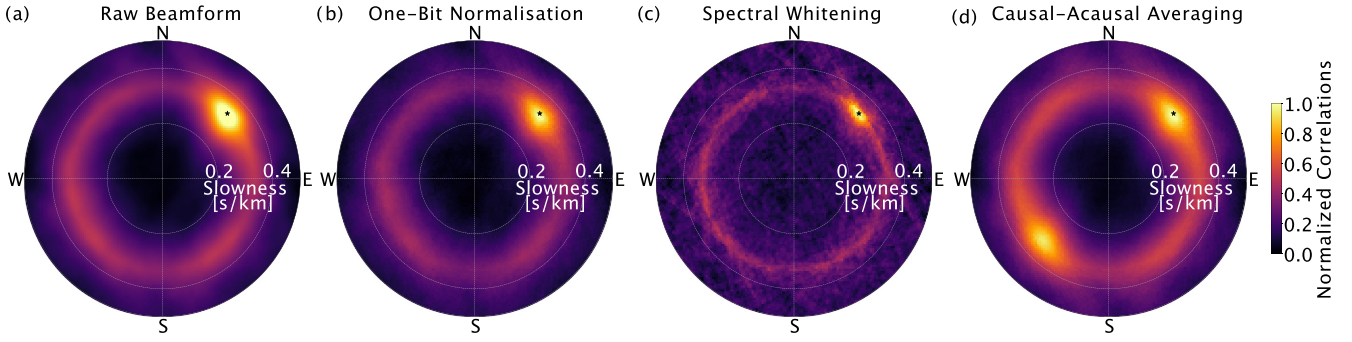 (a) Raw Beamform
N
W
E
S
0.2 0.4
Slowness
[s/km]
(b) One-Bit Normalisation
N
W
E
S
0.2 0.4
Slowness
[s/km]
(c) Spectral Whitening
N
W
E
S
0.2 0.4
Slowness
[s/km]
(d) Causal-Acausal Averaging
N
W
E
S
0.2 0.4
Slowness
[s/km]
1.0
0.8
0.6
0.4
0.2
0.0
Normalized Correlations